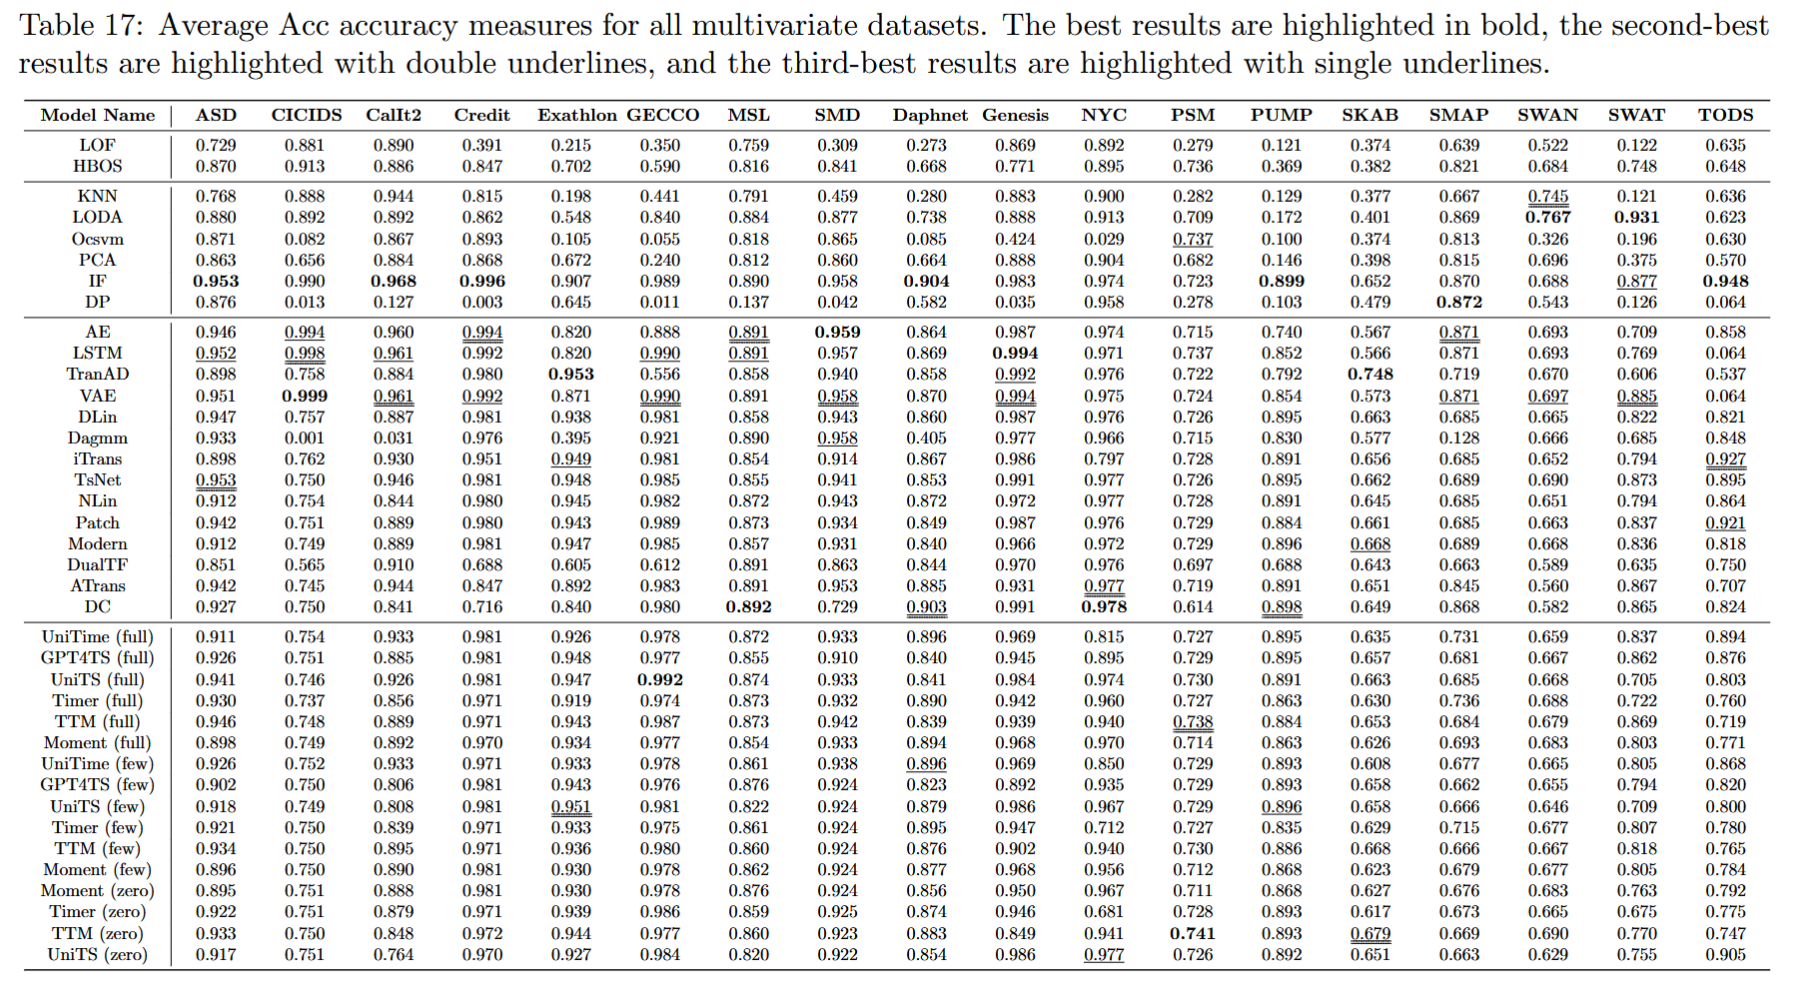 Table 17: Average Acc accuracy measures for all multivariate datasets. The best results are highlighted in bold, the second-best
results are highlighted with double underlines, and the third-best results are highlighted with single underlines.
Model Name ASD CICIDS CalIt2 Credit Exathlon GECCO MSL SMD Daphnet Genesis NYC PSM PUMP SKAB SMAP SWAN SWAT TODS
LOF 0.729 0.881 0.890 0.391 0.215 0.350 0.759 0.309 0.273 0.869 0.892 0.279 0.121 0.374 0.639 0.522 0.122 0.635
HBOS 0.870 0.913 0.886 0.847 0.702 0.590 0.816 0.841 0.668 0.771 0.895 0.736 0.369 0.382 0.821 0.684 0.748 0.648
KNN 0.768 0.888 0.944 0.815 0.198 0.441 0.791 0.459 0.280 0.883 0.900 0.282 0.129 0.377 0.667 0.745 0.121 0.636
LODA 0.880 0.892 0.892 0.862 0.548 0.840 0.884 0.877 0.738 0.888 0.913 0.709 0.172 0.401 0.869 0.767 0.931 0.623
Ocsvm 0.871 0.082 0.867 0.893 0.105 0.055 0.818 0.865 0.085 0.424 0.029 0.737 0.100 0.374 0.813 0.326 0.196 0.630
PCA 0.863 0.656 0.884 0.868 0.672 0.240 0.812 0.860 0.664 0.888 0.904 0.682 0.146 0.398 0.815 0.696 0.375 0.570
IF 0.953 0.990 0.968 0.996 0.907 0.989 0.890 0.958 0.904 0.983 0.974 0.723 0.899 0.652 0.870 0.688 0.877 0.948
DP 0.876 0.013 0.127 0.003 0.645 0.011 0.137 0.042 0.582 0.035 0.958 0.278 0.103 0.479 0.872 0.543 0.126 0.064
AE 0.946 0.994 0.960 0.994 0.820 0.888 0.891 0.959 0.864 0.987 0.974 0.715 0.740 0.567 0.871 0.693 0.709 0.858
LSTM 0.952 0.998 0.961 0.992 0.820 0.990 0.891 0.957 0.869 0.994 0.971 0.737 0.852 0.566 0.871 0.693 0.769 0.064
TranAD 0.898 0.758 0.884 0.980 0.953 0.556 0.858 0.940 0.858 0.992 0.976 0.722 0.792 0.748 0.719 0.670 0.606 0.537
VAE 0.951 0.999 0.961 0.992 0.871 0.990 0.891 0.958 0.870 0.994 0.975 0.724 0.854 0.573 0.871 0.697 0.885 0.064
DLin 0.947 0.757 0.887 0.981 0.938 0.981 0.858 0.943 0.860 0.987 0.976 0.726 0.895 0.663 0.685 0.665 0.822 0.821
Dagmm 0.933 0.001 0.031 0.976 0.395 0.921 0.890 0.958 0.405 0.977 0.966 0.715 0.830 0.577 0.128 0.666 0.685 0.848
iTrans 0.898 0.762 0.930 0.951 0.949 0.981 0.854 0.914 0.867 0.986 0.797 0.728 0.891 0.656 0.685 0.652 0.794 0.927
TsNet 0.953 0.750 0.946 0.981 0.948 0.985 0.855 0.941 0.853 0.991 0.977 0.726 0.895 0.662 0.689 0.690 0.873 0.895
NLin 0.912 0.754 0.844 0.980 0.945 0.982 0.872 0.943 0.872 0.972 0.977 0.728 0.891 0.645 0.685 0.651 0.794 0.864
Patch 0.942 0.751 0.889 0.980 0.943 0.989 0.873 0.934 0.849 0.987 0.976 0.729 0.884 0.661 0.685 0.663 0.837 0.921
Modern 0.912 0.749 0.889 0.981 0.947 0.985 0.857 0.931 0.840 0.966 0.972 0.729 0.896 0.668 0.689 0.668 0.836 0.818
DualTF 0.851 0.565 0.910 0.688 0.605 0.612 0.891 0.863 0.844 0.970 0.976 0.697 0.688 0.643 0.663 0.589 0.635 0.750
ATrans 0.942 0.745 0.944 0.847 0.892 0.983 0.891 0.953 0.885 0.931 0.977 0.719 0.891 0.651 0.845 0.560 0.867 0.707
DC 0.927 0.750 0.841 0.716 0.840 0.980 0.892 0.729 0.903 0.991 0.978 0.614 0.898 0.649 0.868 0.582 0.865 0.824
UniTime (full) 0.911 0.754 0.933 0.981 0.926 0.978 0.872 0.933 0.896 0.969 0.815 0.727 0.895 0.635 0.731 0.659 0.837 0.894
GPT4TS (full) 0.926 0.751 0.885 0.981 0.948 0.977 0.855 0.910 0.840 0.945 0.895 0.729 0.895 0.657 0.681 0.667 0.862 0.876
UniTS (full) 0.941 0.746 0.926 0.981 0.947 0.992 0.874 0.933 0.841 0.984 0.974 0.730 0.891 0.663 0.685 0.668 0.705 0.803
Timer (full) 0.930 0.737 0.856 0.971 0.919 0.974 0.873 0.932 0.890 0.942 0.960 0.727 0.863 0.630 0.736 0.688 0.722 0.760
TTM (full) 0.946 0.748 0.889 0.971 0.943 0.987 0.873 0.942 0.839 0.939 0.940 0.738 0.884 0.653 0.684 0.679 0.869 0.719
Moment (full) 0.898 0.749 0.892 0.970 0.934 0.977 0.854 0.933 0.894 0.968 0.970 0.714 0.863 0.626 0.693 0.683 0.803 0.771
UniTime (few) 0.926 0.752 0.933 0.971 0.933 0.978 0.861 0.938 0.896 0.969 0.850 0.729 0.893 0.608 0.677 0.665 0.805 0.868
GPT4TS (few) 0.902 0.750 0.806 0.981 0.943 0.976 0.876 0.924 0.823 0.892 0.935 0.729 0.893 0.658 0.662 0.655 0.794 0.820
UniTS (few) 0.918 0.749 0.808 0.981 0.951 0.981 0.822 0.924 0.879 0.986 0.967 0.729 0.896 0.658 0.666 0.646 0.709 0.800
Timer (few) 0.921 0.750 0.839 0.971 0.933 0.975 0.861 0.924 0.895 0.947 0.712 0.727 0.835 0.629 0.715 0.677 0.807 0.780
TTM (few) 0.934 0.750 0.895 0.971 0.936 0.980 0.860 0.924 0.876 0.902 0.940 0.730 0.886 0.668 0.666 0.667 0.818 0.765
Moment (few) 0.896 0.750 0.890 0.981 0.930 0.978 0.862 0.924 0.877 0.968 0.956 0.712 0.868 0.623 0.679 0.677 0.805 0.784
Moment (zero) 0.895 0.751 0.888 0.981 0.930 0.978 0.876 0.924 0.856 0.950 0.967 0.711 0.868 0.627 0.676 0.683 0.763 0.792
Timer (zero) 0.922 0.751 0.879 0.971 0.939 0.986 0.859 0.925 0.874 0.946 0.681 0.728 0.893 0.617 0.673 0.665 0.675 0.775
TTM (zero) 0.933 0.750 0.848 0.972 0.944 0.977 0.860 0.923 0.883 0.849 0.941 0.741 0.893 0.679 0.669 0.690 0.770 0.747
UniTS (zero) 0.917 0.751 0.764 0.970 0.927 0.984 0.820 0.922 0.854 0.986 0.977 0.726 0.892 0.651 0.663 0.629 0.755 0.905